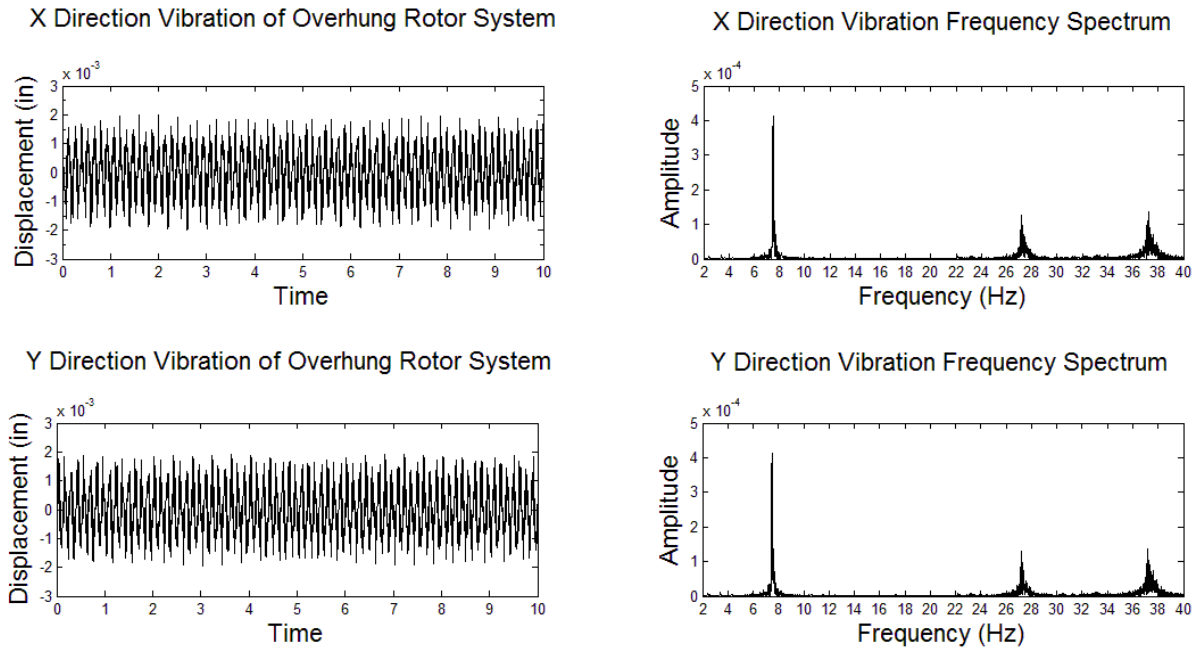 X Direction Vibration of Overhung Rotor System
x 10-3
3
2
1
0
-1
-2
-3
Displacement (in)
0 1 2 3 4 5 6 7 8 9 10
Time
X Direction Vibration Frequency Spectrum
x 10-4
5
4
3
2
1
0
Amplitude
2 4 6 8 10 12 14 16 18 20 22 24 26 28 30 32 34 36 38 40
Frequency (Hz)
Y Direction Vibration of Overhung Rotor System
x 10-3
3
2
1
0
-1
-2
-3
Displacement (in)
0 1 2 3 4 5 6 7 8 9 10
Time
Y Direction Vibration Frequency Spectrum
x 10-4
5
4
3
2
1
0
Amplitude
2 4 6 8 10 12 14 16 18 20 22 24 26 28 30 32 34 36 38 40
Frequency (Hz)